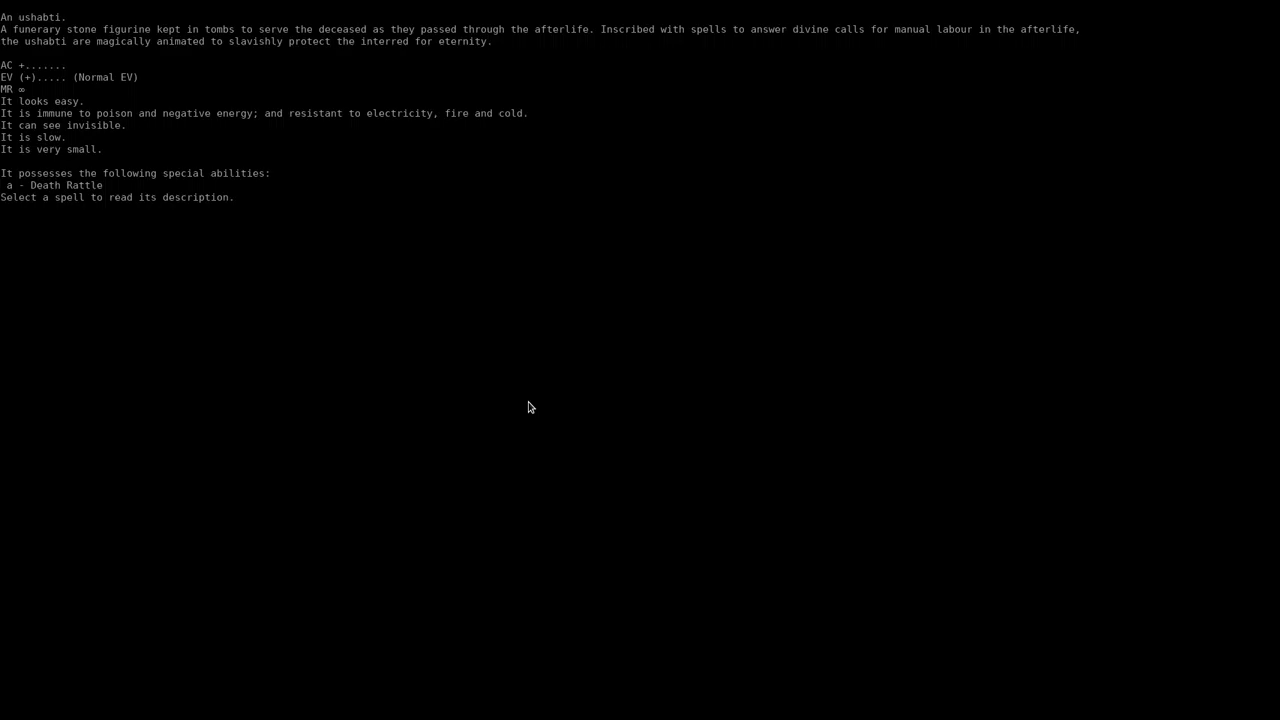 An ushabti.
A funerary stone figurine kept in tombs to serve the deceased as they passed through the afterlife. Inscribed with spells to answer divine calls for manual labour in the afterlife,
the ushabti are magically animated to slavishly protect the interred for eternity.
AC +.......
EV (+)..... (Normal EV)
MR ∞
It looks easy.
It is immune to poison and negative energy; and resistant to electricity, fire and cold.
It can see invisible.
It is slow.
It is very small.
It possesses the following special abilities:
a - Death Rattle
Select a spell to read its description.